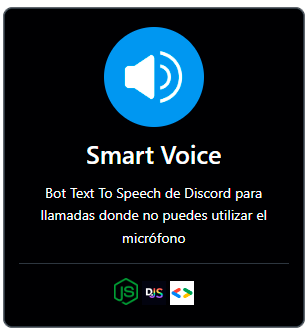 Smart Voice
Bot Text To Speech de Discord para
llamadas donde no puedes utilizar el
micrófono
JS
DJS